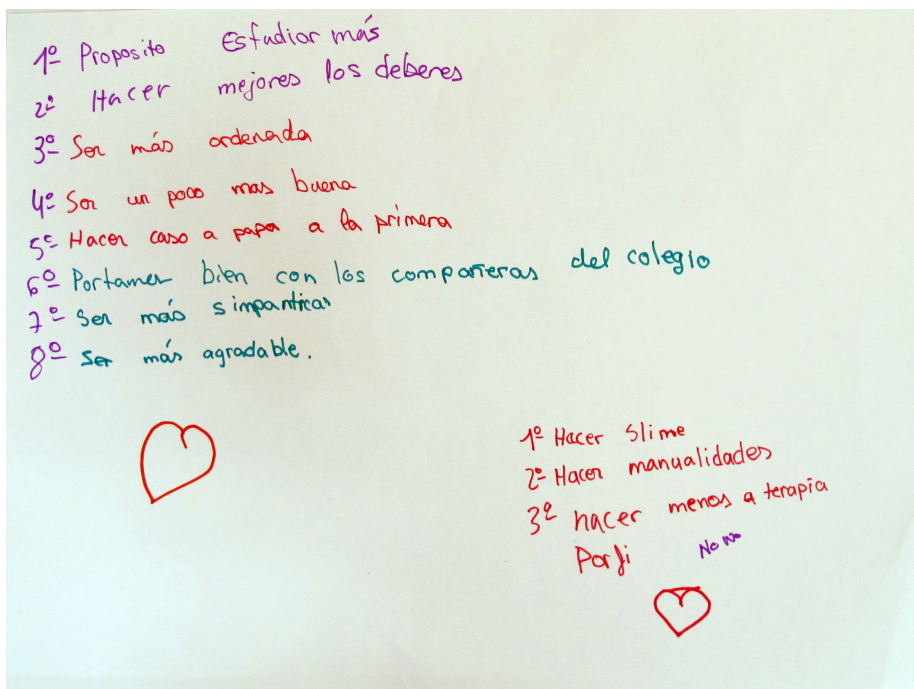 1º Proposito Estudiar más
2º Hacer mejores los deberes
3º Ser más ordenada
4º Ser un poco mas buena
5º Hacer caso a papa a la primera
6º Portamer bien con los compañeras del colegio
7º Ser más simpanticas
8º Ser más agradable.
1º Hacer Slime
2º Hacer manualidades
3º hacer menos a terapia
Porfi No No